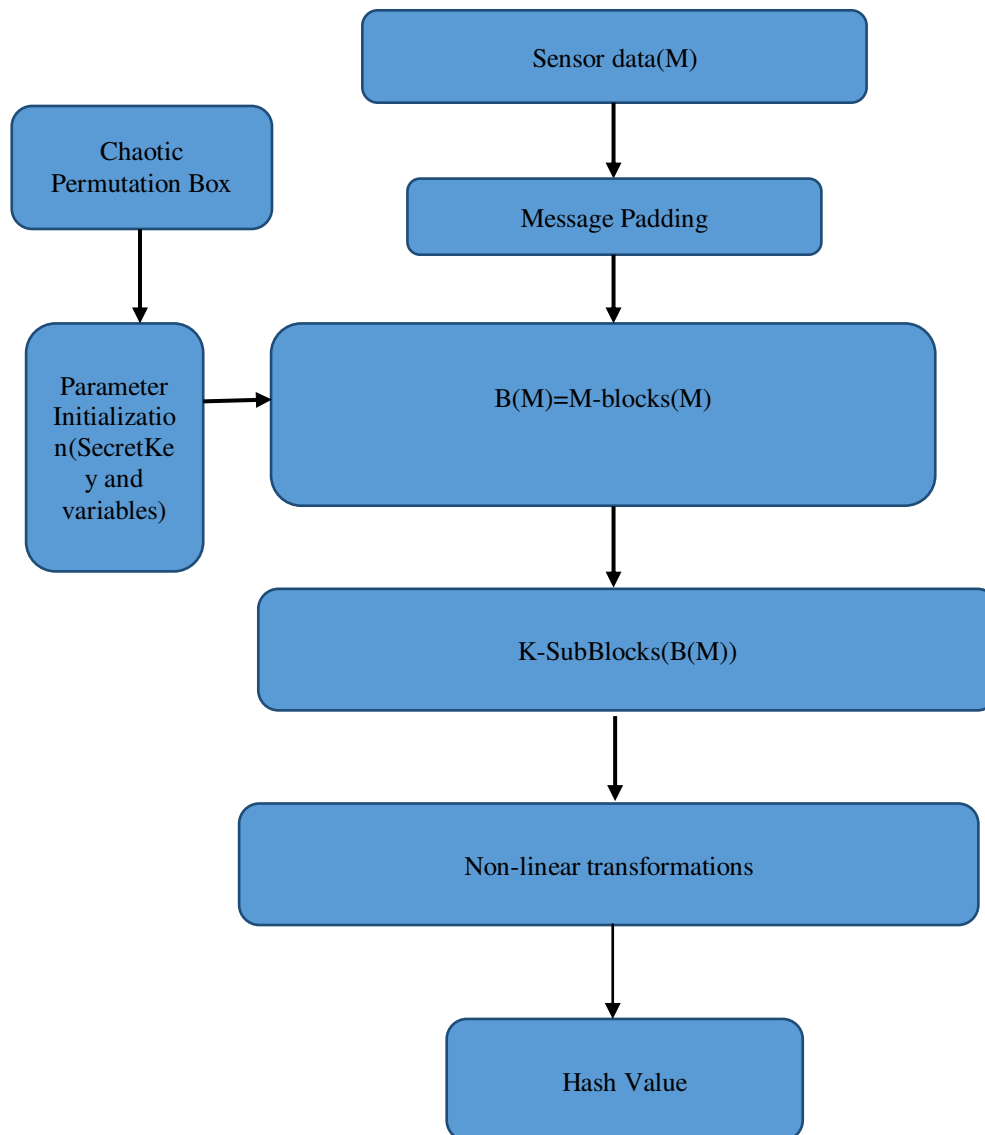 Sensor data(M)
Chaotic
Permutation Box
Message Padding
Parameter
Initializatio
n(SecretKe
y and
variables)
B(M)=M-blocks(M)
K-SubBlocks(B(M))
Non-linear transformations
Hash Value